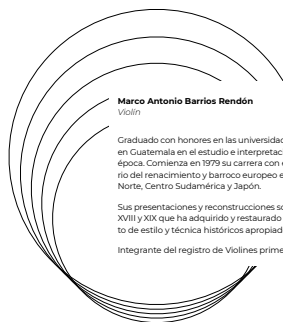 Marco Antonio Barrios Rendón
Violín
Graduado con honores en las universidad
en Guatemala en el estudio e interpretac
época. Comienza en 1979 su carrera con e
rio del renacimiento y barroco europeo e
Norte, Centro Sudamérica y Japón.
Sus presentaciones y reconstrucciones so
XVIII y XIX que ha adquirido y restaurado
to de estilo y técnica históricos apropiad
Integrante del registro de Violines prime